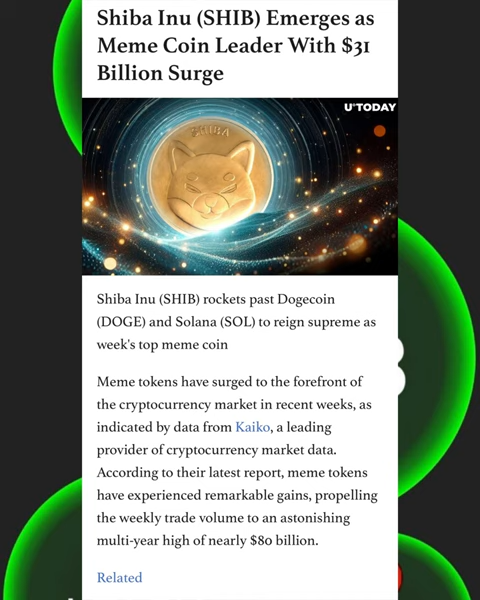 Shiba Inu (SHIB) Emerges as
Meme Coin Leader With $31
Billion Surge
U°TODAY
SHIBA
Shiba Inu (SHIB) rockets past Dogecoin
(DOGE) and Solana (SOL) to reign supreme as
week's top meme coin
Meme tokens have surged to the forefront of
the cryptocurrency market in recent weeks, as
indicated by data from Kaiko, a leading
provider of cryptocurrency market data.
According to their latest report, meme tokens
have experienced remarkable gains, propelling
the weekly trade volume to an astonishing
multi-year high of nearly $80 billion.
Related